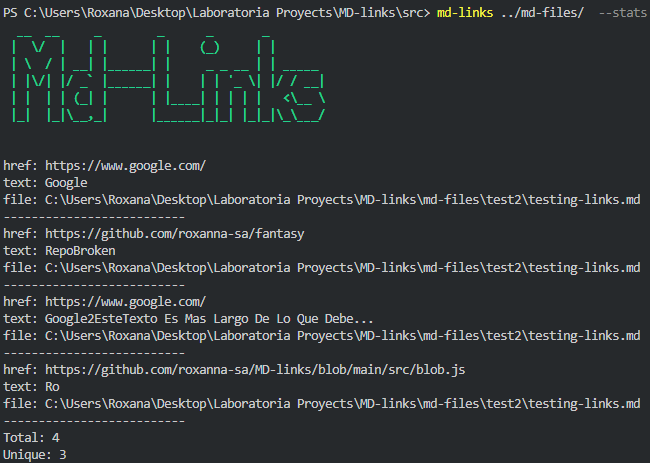 PS C:\Users\Roxana\Desktop\Laboratoria Proyects\MD-links\src> md-links ../md-files/ --stats
Md-Links
href: https://www.google.com/
text: Google
file: C:\Users\Roxana\Desktop\Laboratoria Proyects\MD-links\md-files\test2\testing-links.md
--------------------------
href: https://github.com/roxanna-sa/fantasy
text: RepoBroken
file: C:\Users\Roxana\Desktop\Laboratoria Proyects\MD-links\md-files\test2\testing-links.md
--------------------------
href: https://www.google.com/
text: Google2EsteTexto Es Mas Largo De Lo Que Debe...
file: C:\Users\Roxana\Desktop\Laboratoria Proyects\MD-links\md-files\test2\testing-links.md
--------------------------
href: https://github.com/roxanna-sa/MD-links/blob/main/src/blob.js
text: Ro
file: C:\Users\Roxana\Desktop\Laboratoria Proyects\MD-links\md-files\test2\testing-links.md
--------------------------
Total: 4
Unique: 3